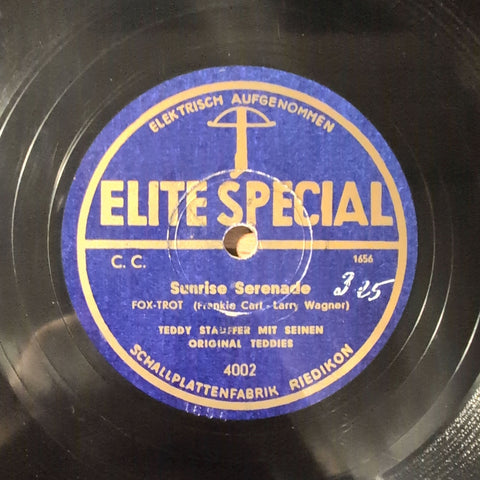 ELEKTRISCH AUFGENOMMEN
ELITE SPECIAL
C. C.
1656
Sunrise Serenade
3.25
FOX-TROT (Frankie Carl - Larry Wagner)
TEDDY STAUFFER MIT SEINEN
ORIGINAL TEDDIES
4002
SCHALLPLATTENFABRIK RIEDIKON